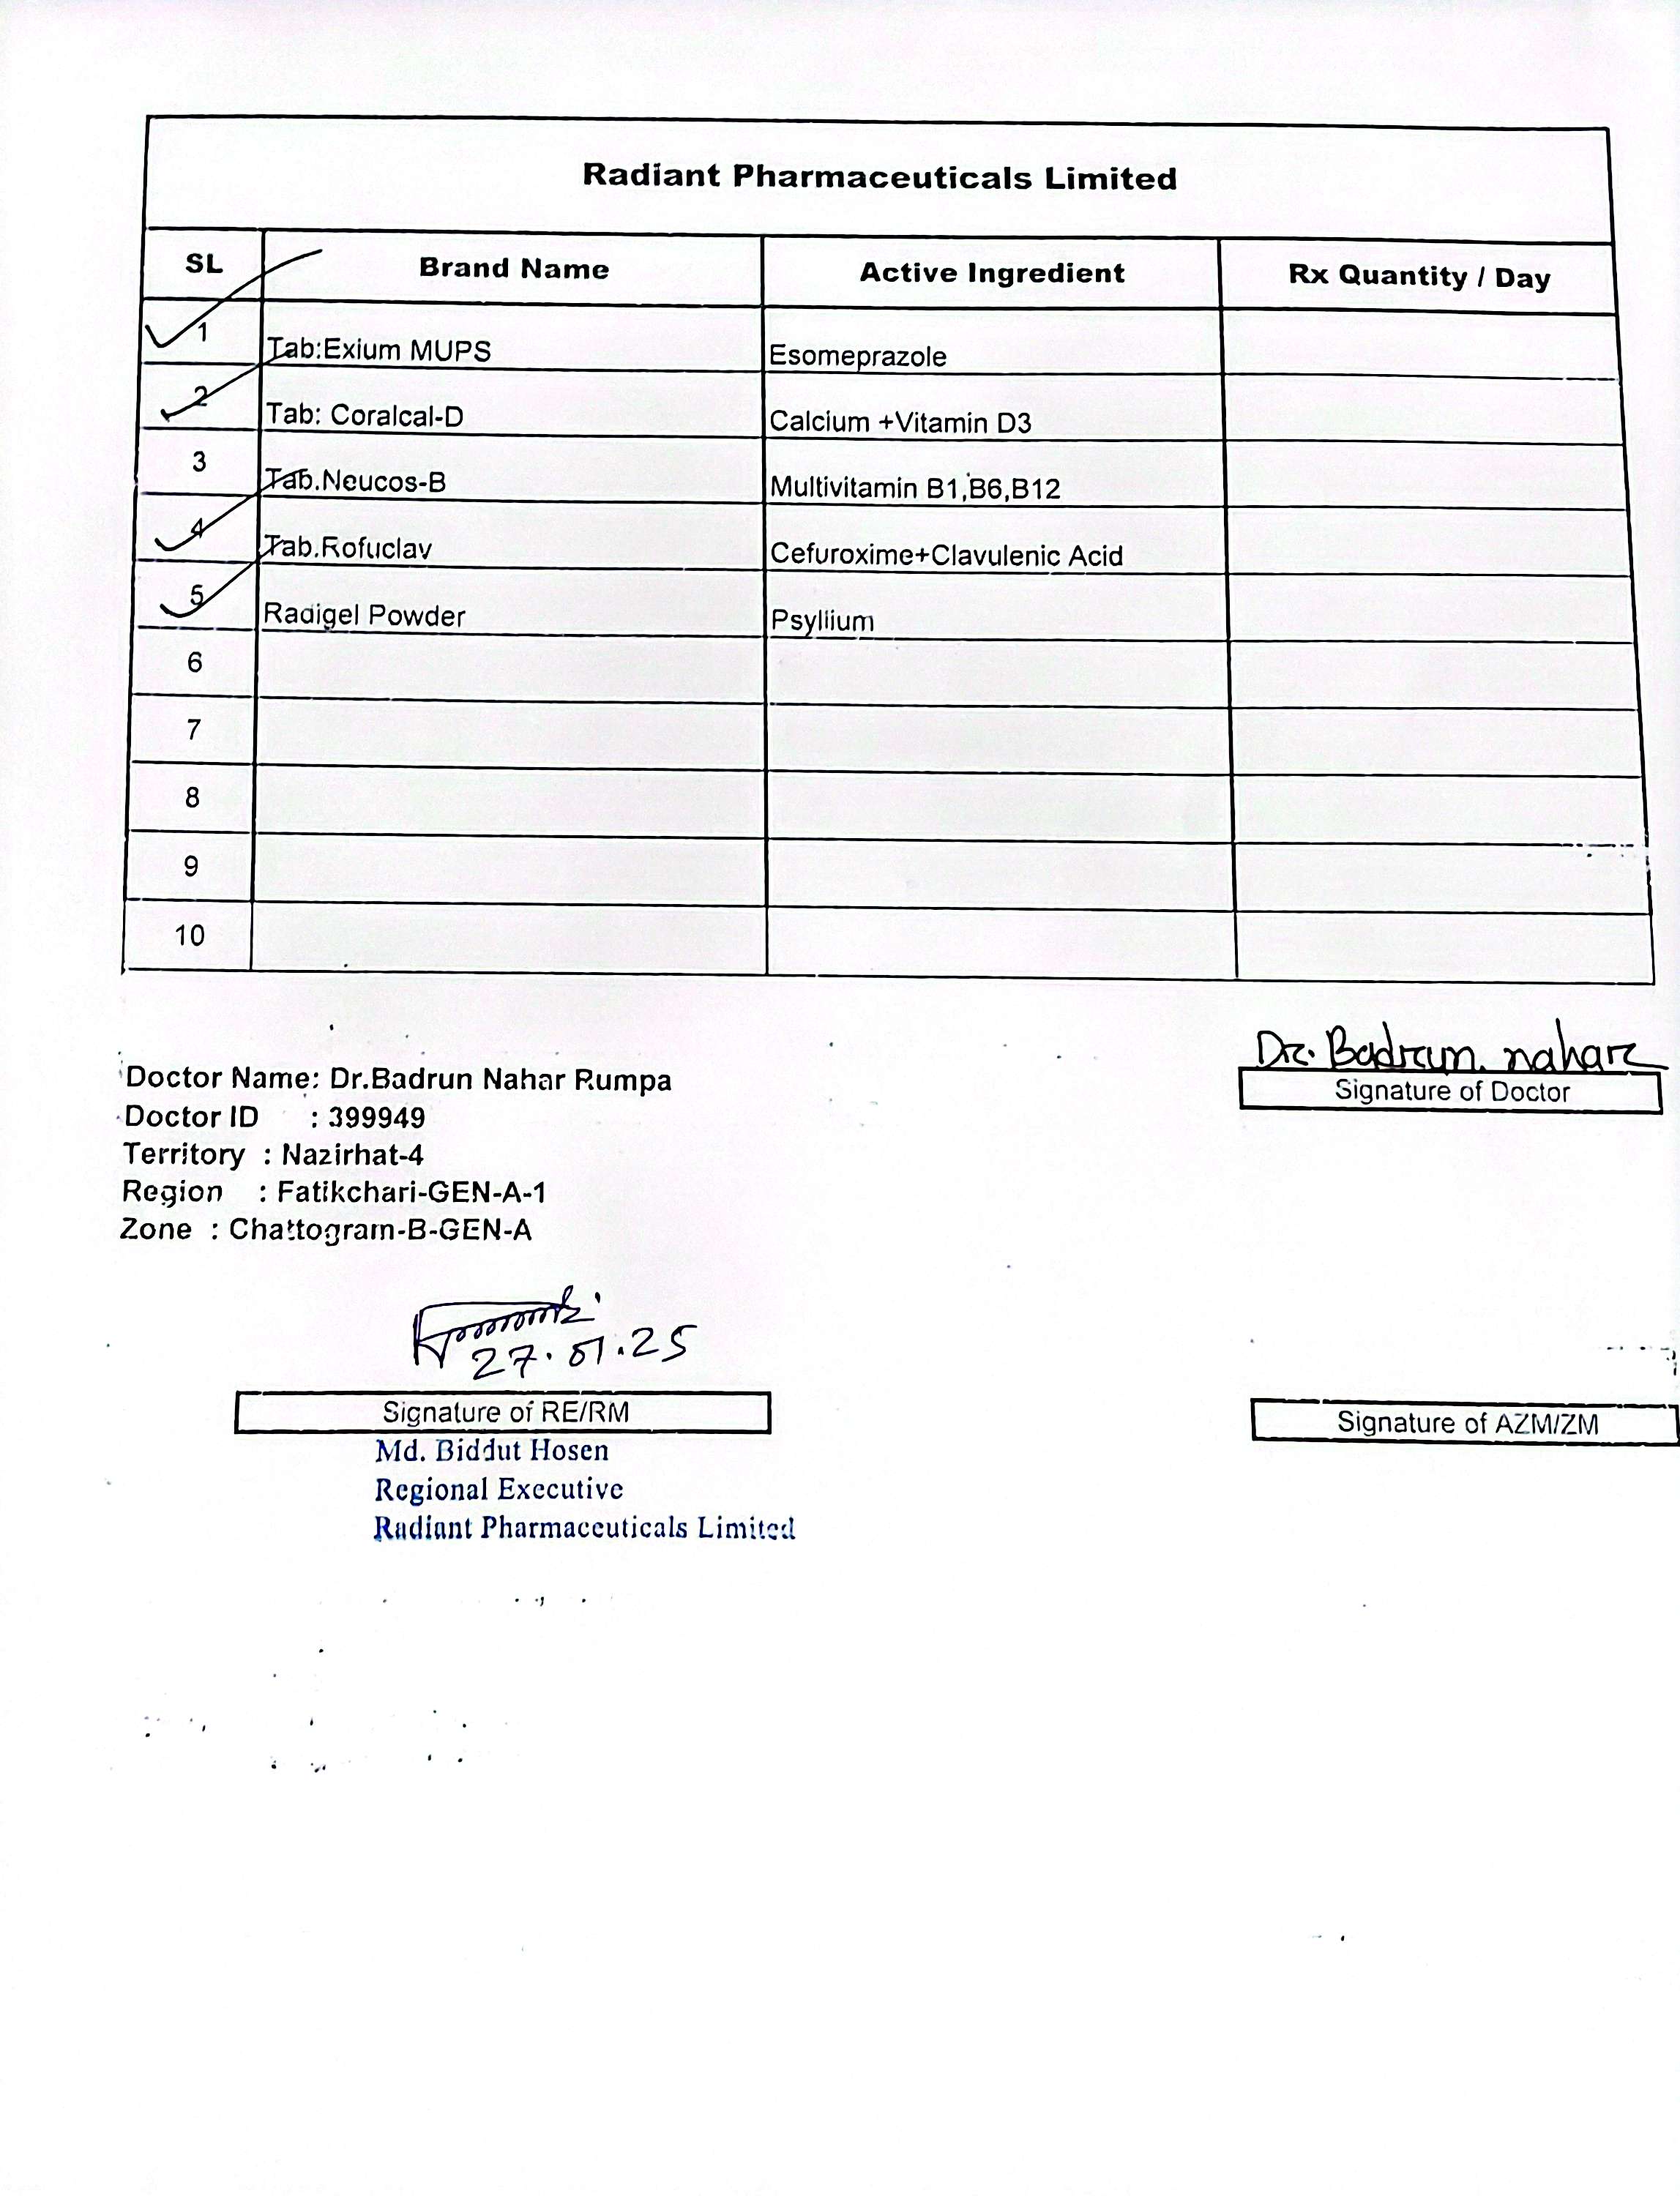 Radiant Pharmaceuticals Limited
SL Brand Name Active Ingredient Rx Quantity / Day
1 Tab:Exium MUPS Esomeprazole
2 Tab: Coralcal-D Calcium +Vitamin D3
3 Tab.Neucos-B Multivitamin B1,B6,B12
4 Tab.Rofuclav Cefuroxime+Clavulenic Acid
5 Radigel Powder Psyllium
6
7
8
9
10
Dr. Badrun nahar
Signature of Doctor
Doctor Name: Dr.Badrun Nahar Rumpa
Doctor ID : 399949
Territory : Nazirhat-4
Region : Fatikchari-GEN-A-1
Zone : Chattogram-B-GEN-A
27.01.25
Signature of RE/RM
Signature of AZM/ZM
Md. Biddut Hosen
Regional Executive
Radiant Pharmaceuticals Limited